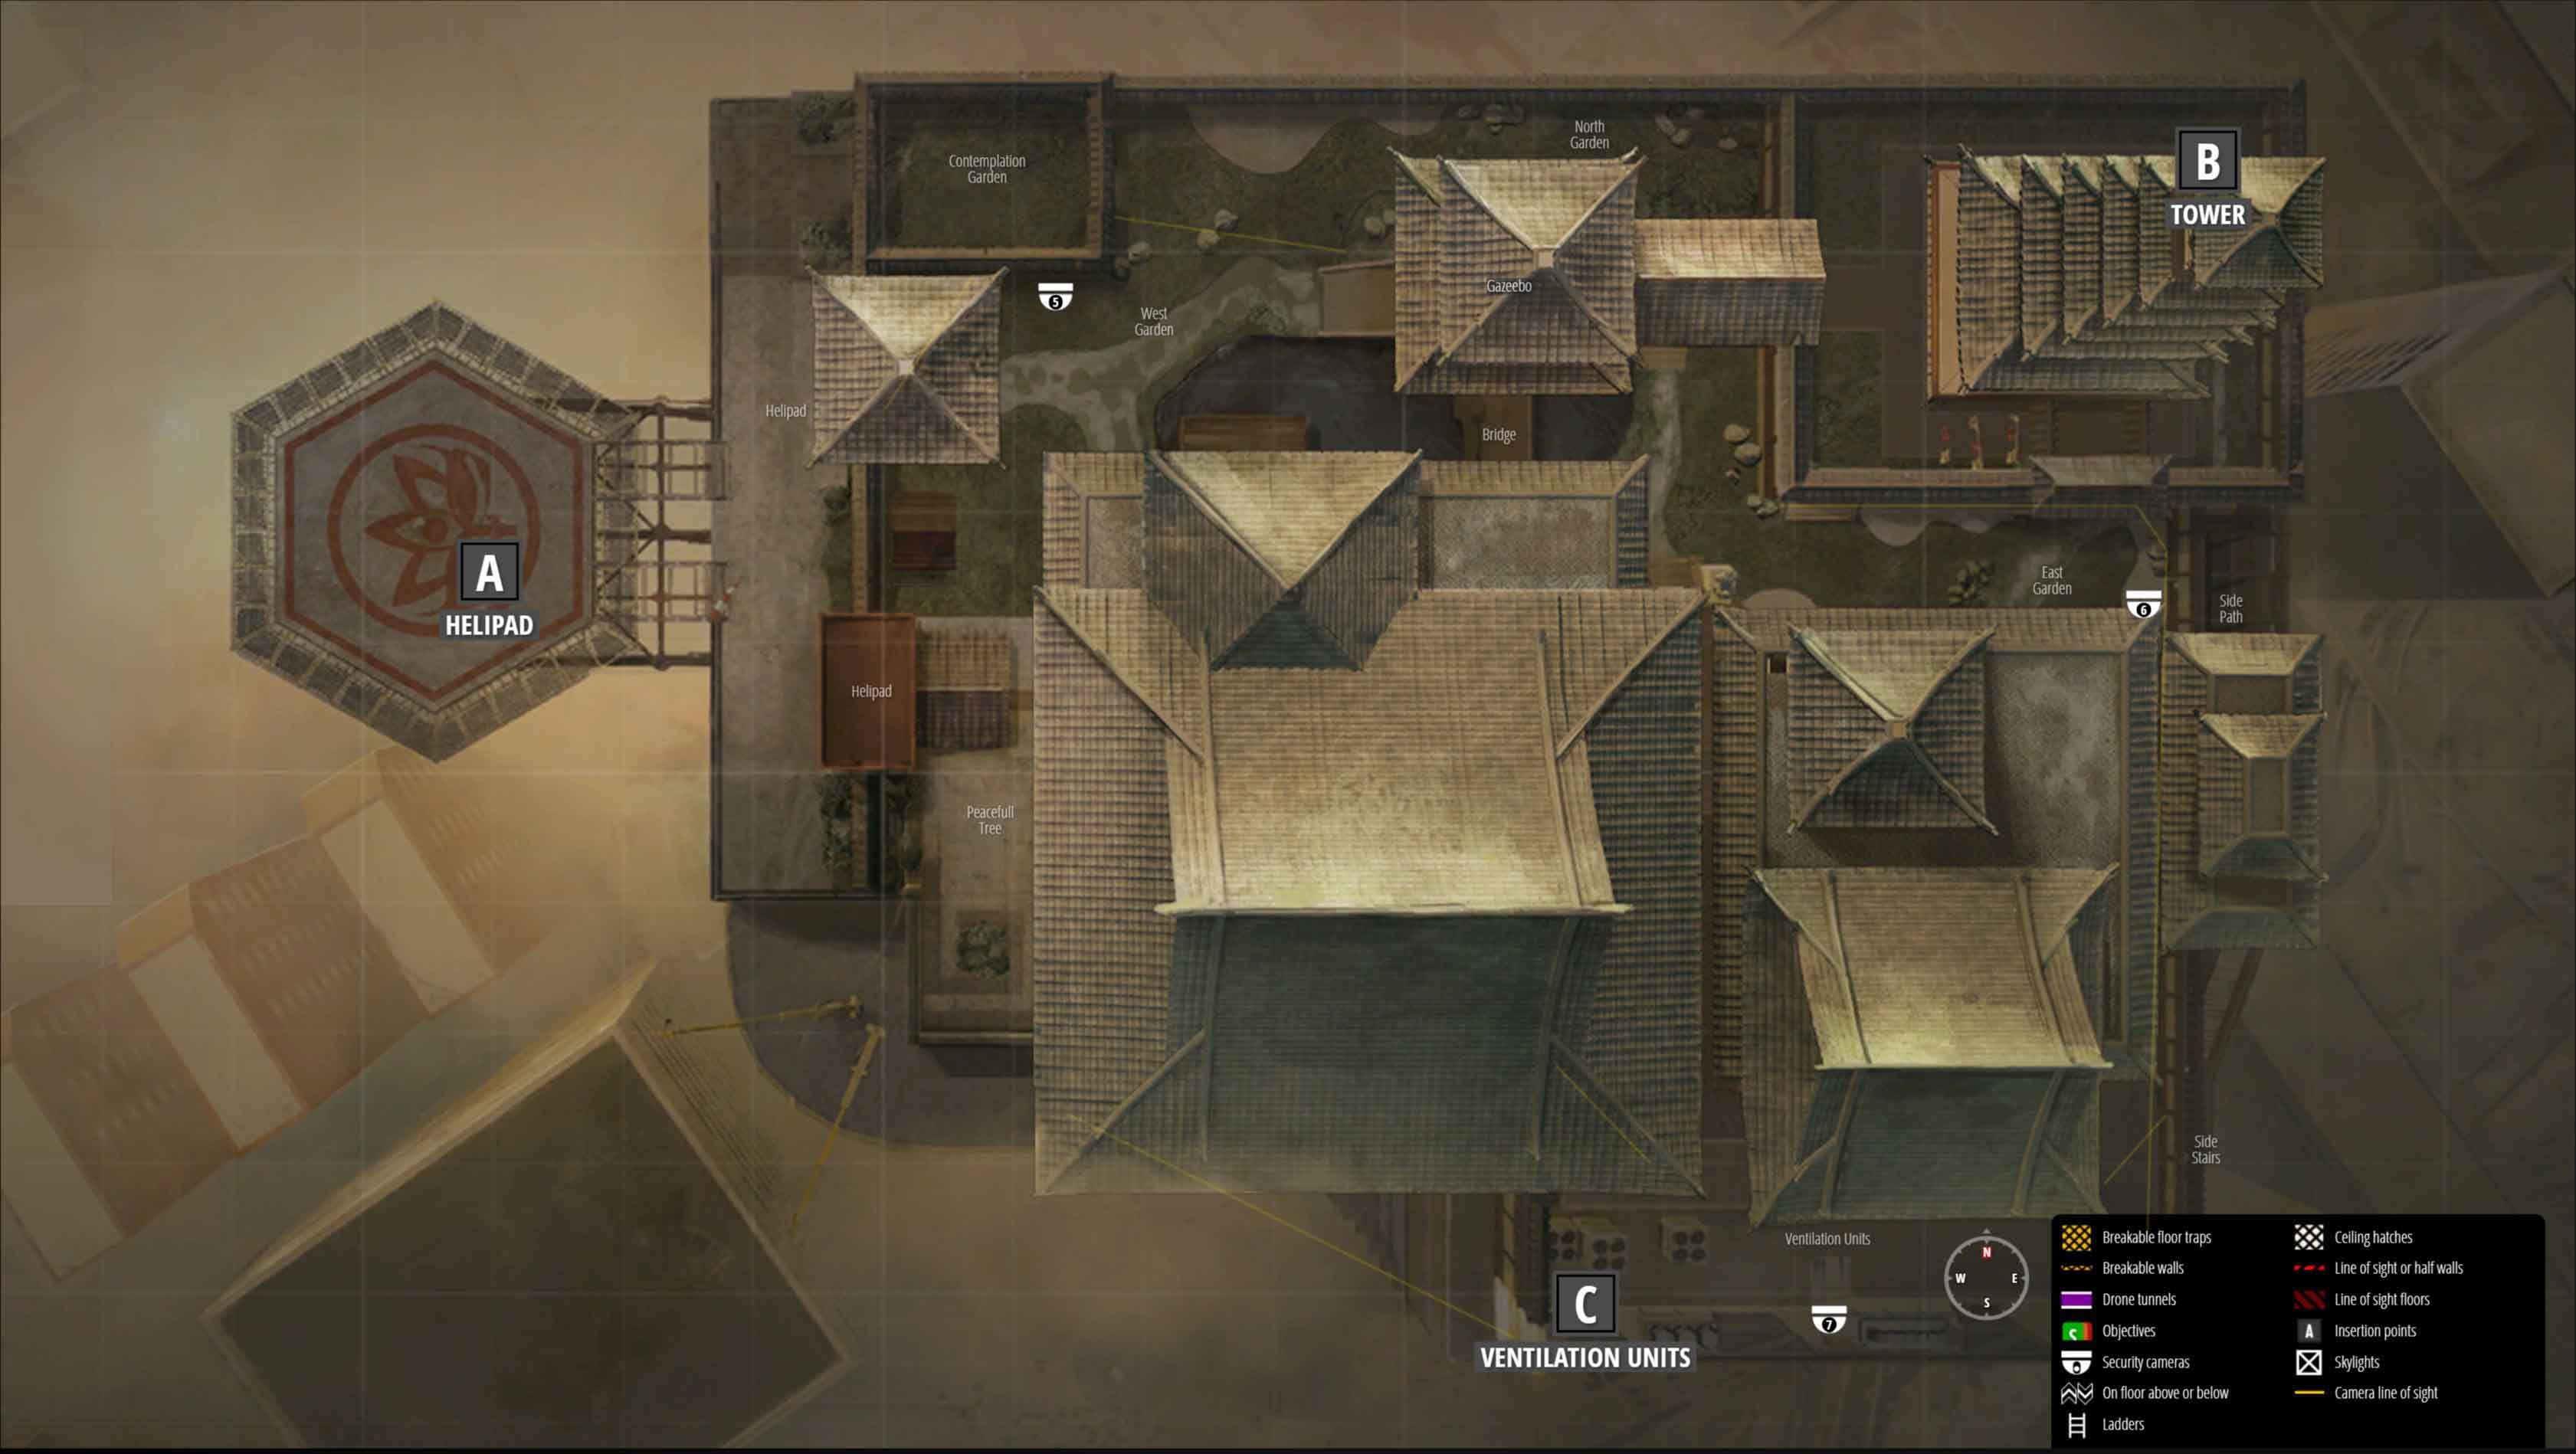 North
Garden
Contemplation
Garden
B
TOWER
Gazeebo
5
West
Garden
Helipad
Bridge
A
HELIPAD
East
Garden
6
Side
Path
Helipad
Peacefull
Tree
Side
Stairs
Ventilation Units
C
VENTILATION UNITS
7
N
W
E
S
Breakable floor traps
Breakable walls
Drone tunnels
Objectives
Security cameras
On floor above or below
Ladders
Ceiling hatches
Line of sight or half walls
Line of sight floors
A
Insertion points
Skylights
Camera line of sight